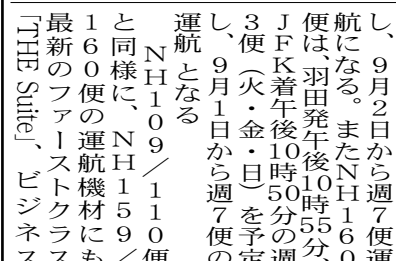 し、9月2日から週7便運
航になる。またNH160
便は、羽田発午後10時55分、
JFK着午後10時50分の週
3便（火・金・日）を予定
し、9月1日から週7便の
運航となる
NH109／110便
と同様に、NH159／
160便の運航機材にも
最新のファーストクラス
「THE Suite」、ビジネス